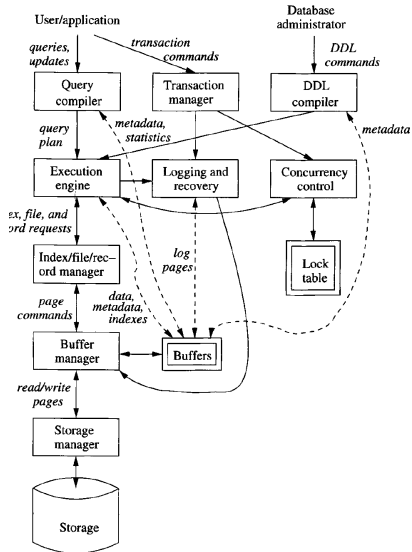 User/application
Database
administrator
queries,
updates
transaction
commands
DDL
commands
Query
compiler
Transaction
manager
DDL
compiler
query
plan
metadata,
statistics
metadata
Execution
engine
Logging and
recovery
Concurrency
control
ex, file, and
ord requests
Index/file/rec-
ord manager
log
pages
Lock
table
page
commands
data,
metadata,
indexes
Buffer
manager
Buffers
read/write
pages
Storage
manager
Storage